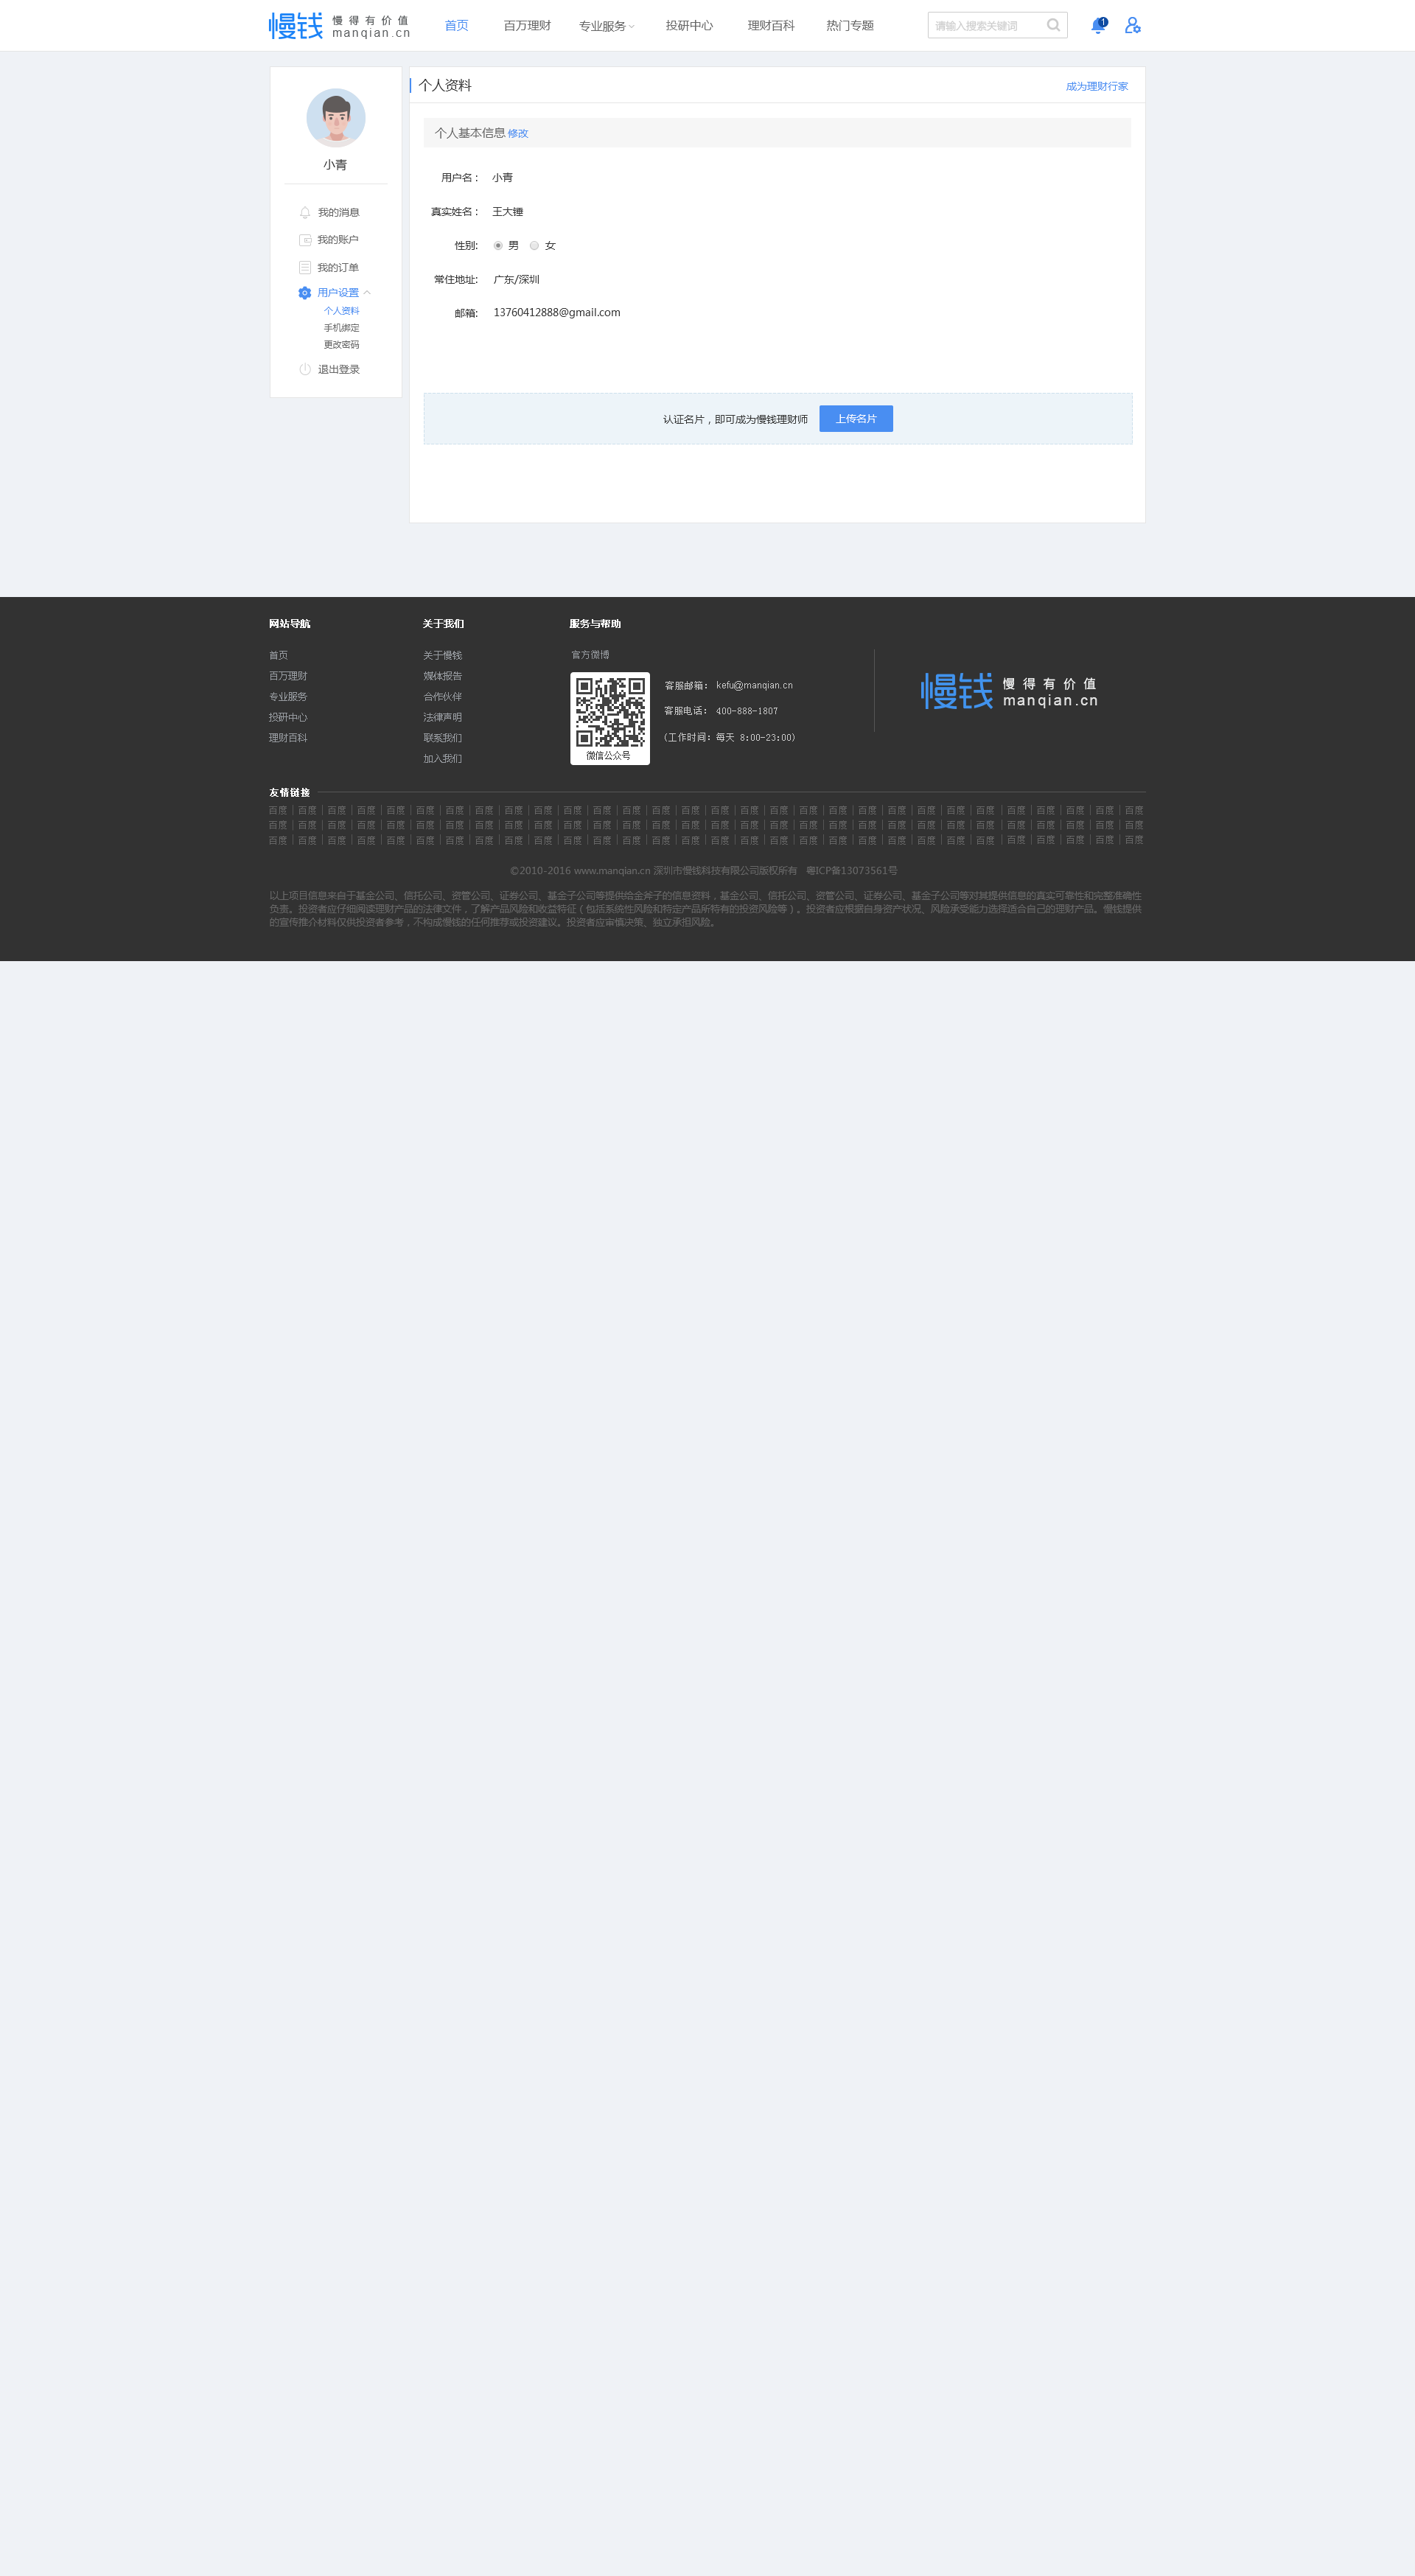 慢钱 慢得有价值
manqian.cn
首页 百万理财 专业服务 投研中心 理财百科 热门专题
请输入搜索关键词
1
小青
我的消息
我的账户
我的订单
用户设置
个人资料
手机绑定
更改密码
退出登录
个人资料 成为理财行家
个人基本信息 修改
用户名： 小青
真实姓名： 王大锤
性别: 男 女
常住地址: 广东/深圳
邮箱: 13760412888@gmail.com
认证名片，即可成为慢钱理财师 上传名片
网站导航
首页
百万理财
专业服务
投研中心
理财百科
关于我们
关于慢钱
媒体报告
合作伙伴
法律声明
联系我们
加入我们
服务与帮助
官方微博
微信公众号
客服邮箱： kefu@manqian.cn
客服电话： 400-888-1807
(工作时间：每天 8:00-23:00)
慢钱 慢得有价值
manqian.cn
友情链接
百度 | 百度 | 百度 | 百度 | 百度 | 百度 | 百度 | 百度 | 百度 | 百度 | 百度 | 百度 | 百度 | 百度 | 百度 | 百度 | 百度 | 百度 | 百度 | 百度 | 百度 | 百度 | 百度 | 百度 | 百度 | 百度 | 百度 | 百度 | 百度 | 百度
百度 | 百度 | 百度 | 百度 | 百度 | 百度 | 百度 | 百度 | 百度 | 百度 | 百度 | 百度 | 百度 | 百度 | 百度 | 百度 | 百度 | 百度 | 百度 | 百度 | 百度 | 百度 | 百度 | 百度 | 百度 | 百度 | 百度 | 百度 | 百度 | 百度
百度 | 百度 | 百度 | 百度 | 百度 | 百度 | 百度 | 百度 | 百度 | 百度 | 百度 | 百度 | 百度 | 百度 | 百度 | 百度 | 百度 | 百度 | 百度 | 百度 | 百度 | 百度 | 百度 | 百度 | 百度 | 百度 | 百度 | 百度 | 百度 | 百度
©2010-2016 www.manqian.cn 深圳市慢钱科技有限公司版权所有 粤ICP备13073561号
以上项目信息来自于基金公司、信托公司、资管公司、证券公司、基金子公司等提供给金斧子的信息资料，基金公司、信托公司、资管公司、证券公司、基金子公司等对其提供信息的真实可靠性和完整准确性
负责。投资者应仔细阅读理财产品的法律文件，了解产品风险和收益特征（包括系统性风险和特定产品所特有的投资风险等）。投资者应根据自身资产状况、风险承受能力选择适合自己的理财产品。慢钱提供
的宣传推介材料仅供投资者参考，不构成慢钱的任何推荐或投资建议。投资者应审慎决策、独立承担风险。